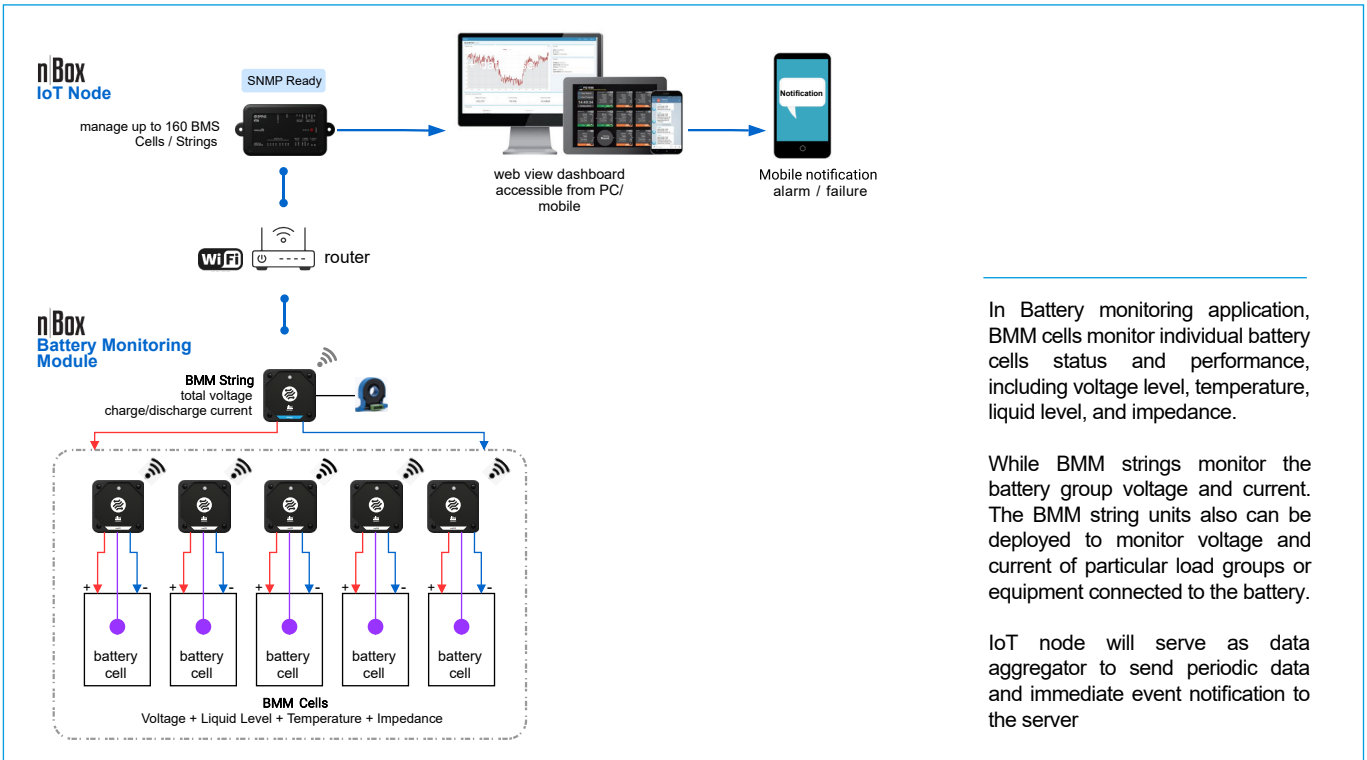 n|Box
IoT Node
SNMP Ready
manage up to 160 BMS
Cells / Strings
web view dashboard
accessible from PC/
mobile
Notification
Mobile notification
alarm / failure
WiFi
router
n|Box
Battery Monitoring
Module
BMM String
total voltage
charge/discharge current
+ -
+ -
+ -
+ -
+ -
battery
cell
battery
cell
battery
cell
battery
cell
battery
cell
BMM Cells
Voltage + Liquid Level + Temperature + Impedance
In Battery monitoring application,
BMM cells monitor individual battery
cells status and performance,
including voltage level, temperature,
liquid level, and impedance.
While BMM strings monitor the
battery group voltage and current.
The BMM string units also can be
deployed to monitor voltage and
current of particular load groups or
equipment connected to the battery.
IoT node will serve as data
aggregator to send periodic data
and immediate event notification to
the server